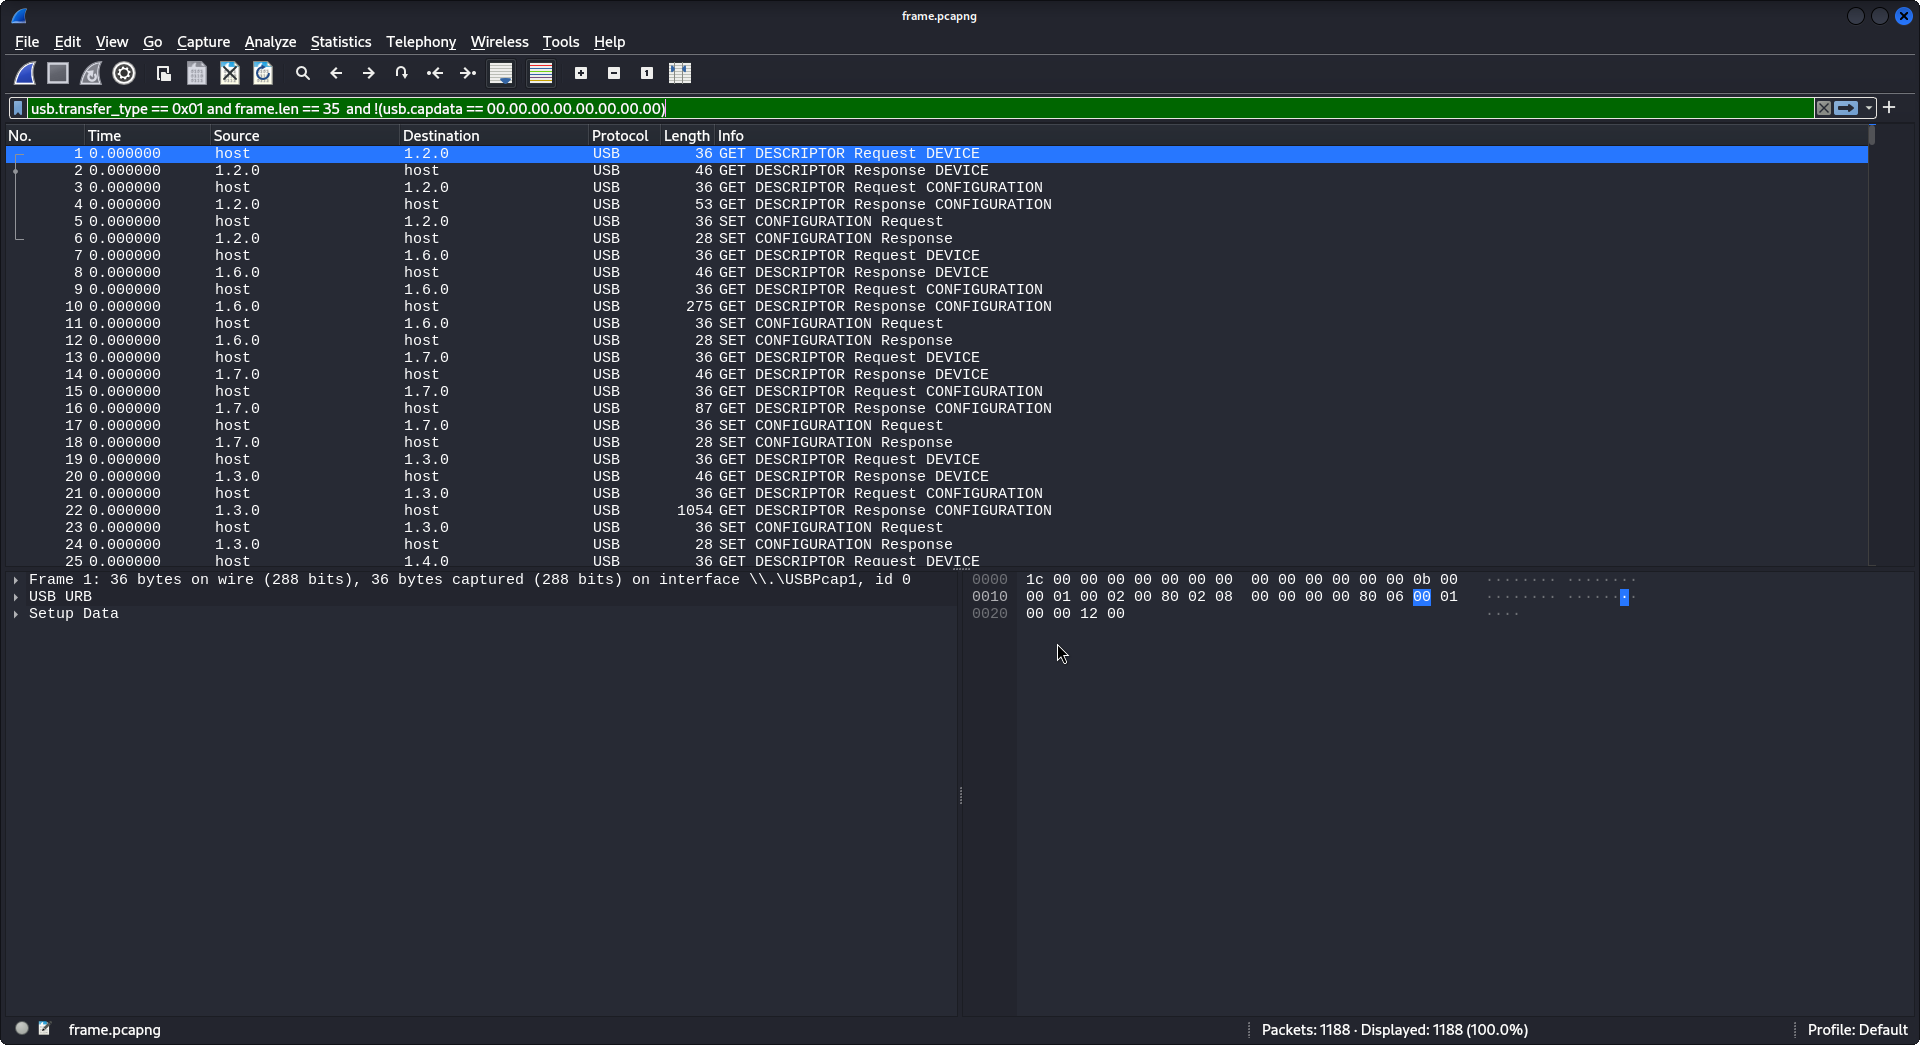 frame.pcapng
File Edit View Go Capture Analyze Statistics Telephony Wireless Tools Help
usb.transfer_type == 0x01 and frame.len == 35  and !(usb.capdata == 00.00.00.00.00.00.00.00)
No. Time Source Destination Protocol Length Info
1 0.000000 host 1.2.0 USB 36 GET DESCRIPTOR Request DEVICE
2 0.000000 1.2.0 host USB 46 GET DESCRIPTOR Response DEVICE
3 0.000000 host 1.2.0 USB 36 GET DESCRIPTOR Request CONFIGURATION
4 0.000000 1.2.0 host USB 53 GET DESCRIPTOR Response CONFIGURATION
5 0.000000 host 1.2.0 USB 36 SET CONFIGURATION Request
6 0.000000 1.2.0 host USB 28 SET CONFIGURATION Response
7 0.000000 host 1.6.0 USB 36 GET DESCRIPTOR Request DEVICE
8 0.000000 1.6.0 host USB 46 GET DESCRIPTOR Response DEVICE
9 0.000000 host 1.6.0 USB 36 GET DESCRIPTOR Request CONFIGURATION
10 0.000000 1.6.0 host USB 275 GET DESCRIPTOR Response CONFIGURATION
11 0.000000 host 1.6.0 USB 36 SET CONFIGURATION Request
12 0.000000 1.6.0 host USB 28 SET CONFIGURATION Response
13 0.000000 host 1.7.0 USB 36 GET DESCRIPTOR Request DEVICE
14 0.000000 1.7.0 host USB 46 GET DESCRIPTOR Response DEVICE
15 0.000000 host 1.7.0 USB 36 GET DESCRIPTOR Request CONFIGURATION
16 0.000000 1.7.0 host USB 87 GET DESCRIPTOR Response CONFIGURATION
17 0.000000 host 1.7.0 USB 36 SET CONFIGURATION Request
18 0.000000 1.7.0 host USB 28 SET CONFIGURATION Response
19 0.000000 host 1.3.0 USB 36 GET DESCRIPTOR Request DEVICE
20 0.000000 1.3.0 host USB 46 GET DESCRIPTOR Response DEVICE
21 0.000000 host 1.3.0 USB 36 GET DESCRIPTOR Request CONFIGURATION
22 0.000000 1.3.0 host USB 1054 GET DESCRIPTOR Response CONFIGURATION
23 0.000000 host 1.3.0 USB 36 SET CONFIGURATION Request
24 0.000000 1.3.0 host USB 28 SET CONFIGURATION Response
25 0.000000 host 1.4.0 USB 36 GET DESCRIPTOR Request DEVICE
Frame 1: 36 bytes on wire (288 bits), 36 bytes captured (288 bits) on interface \\.\USBPcap1, id 0
USB URB
Setup Data
0000 1c 00 00 00 00 00 00 00 00 00 00 00 00 00 0b 00 ········ ········
0010 00 01 00 02 00 80 02 08 00 00 00 00 80 06 00 01 ········ ········
0020 00 00 12 00 ····
frame.pcapng
Packets: 1188 · Displayed: 1188 (100.0%)
Profile: Default